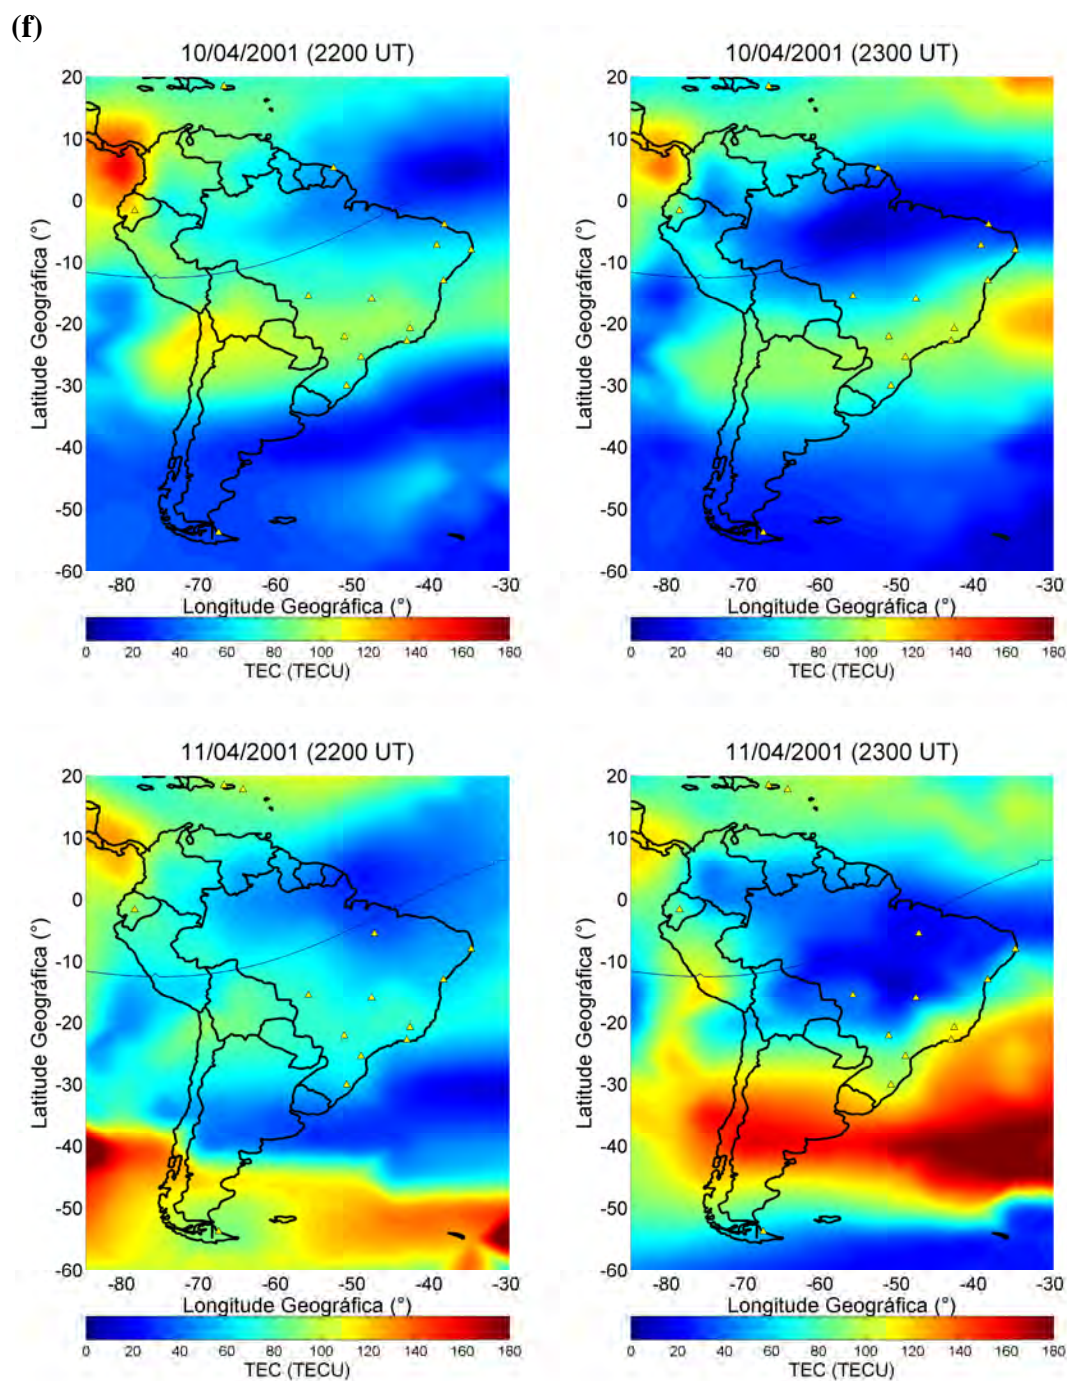 (f)
10/04/2001 (2200 UT)
20
10
0
-10
-20
-30
-40
-50
-60
Latitude Geográfica (°)
-80 -70 -60 -50 -40 -30
Longitude Geográfica (°)
0 20 40 60 80 100 120 140 160 180
TEC (TECU)
10/04/2001 (2300 UT)
20
10
0
-10
-20
-30
-40
-50
-60
Latitude Geográfica (°)
-80 -70 -60 -50 -40 -30
Longitude Geográfica (°)
0 20 40 60 80 100 120 140 160 180
TEC (TECU)
11/04/2001 (2200 UT)
20
10
0
-10
-20
-30
-40
-50
-60
Latitude Geográfica (°)
-80 -70 -60 -50 -40 -30
Longitude Geográfica (°)
0 20 40 60 80 100 120 140 160 180
TEC (TECU)
11/04/2001 (2300 UT)
20
10
0
-10
-20
-30
-40
-50
-60
Latitude Geográfica (°)
-80 -70 -60 -50 -40 -30
Longitude Geográfica (°)
0 20 40 60 80 100 120 140 160 180
TEC (TECU)